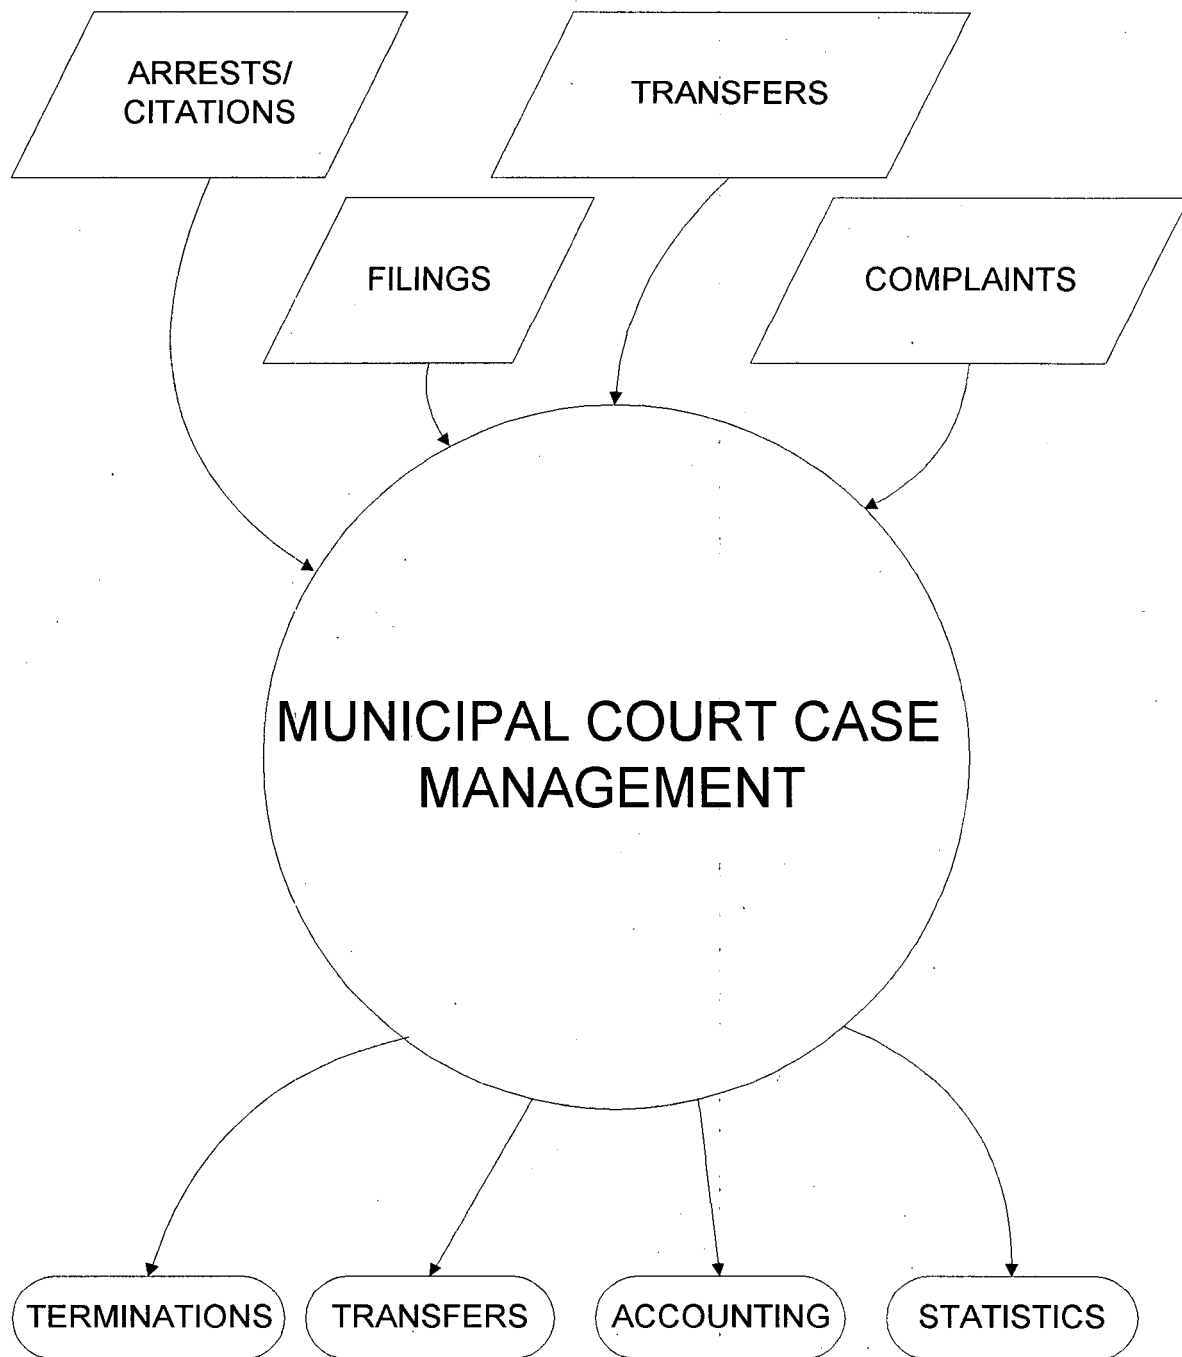 ARRESTS/
CITATIONS
TRANSFERS
FILINGS
COMPLAINTS
MUNICIPAL COURT CASE
MANAGEMENT
TERMINATIONS
TRANSFERS
ACCOUNTING
STATISTICS